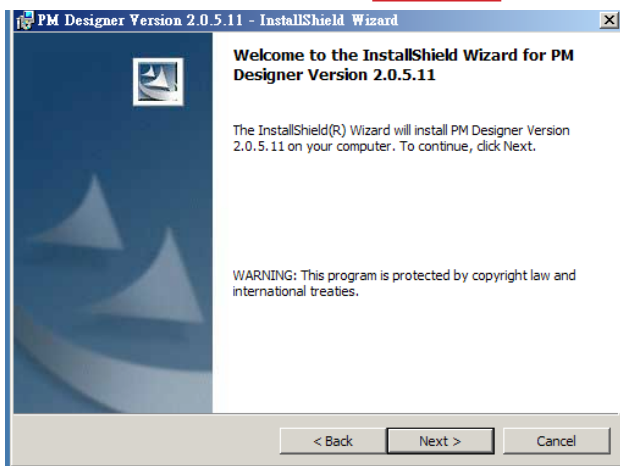 PM Designer Version 2.0.5.11 - InstallShield Wizard
Welcome to the InstallShield Wizard for PM
Designer Version 2.0.5.11
The InstallShield(R) Wizard will install PM Designer Version
2.0.5.11 on your computer. To continue, click Next.
WARNING: This program is protected by copyright law and
international treaties.
< Back
Next >
Cancel